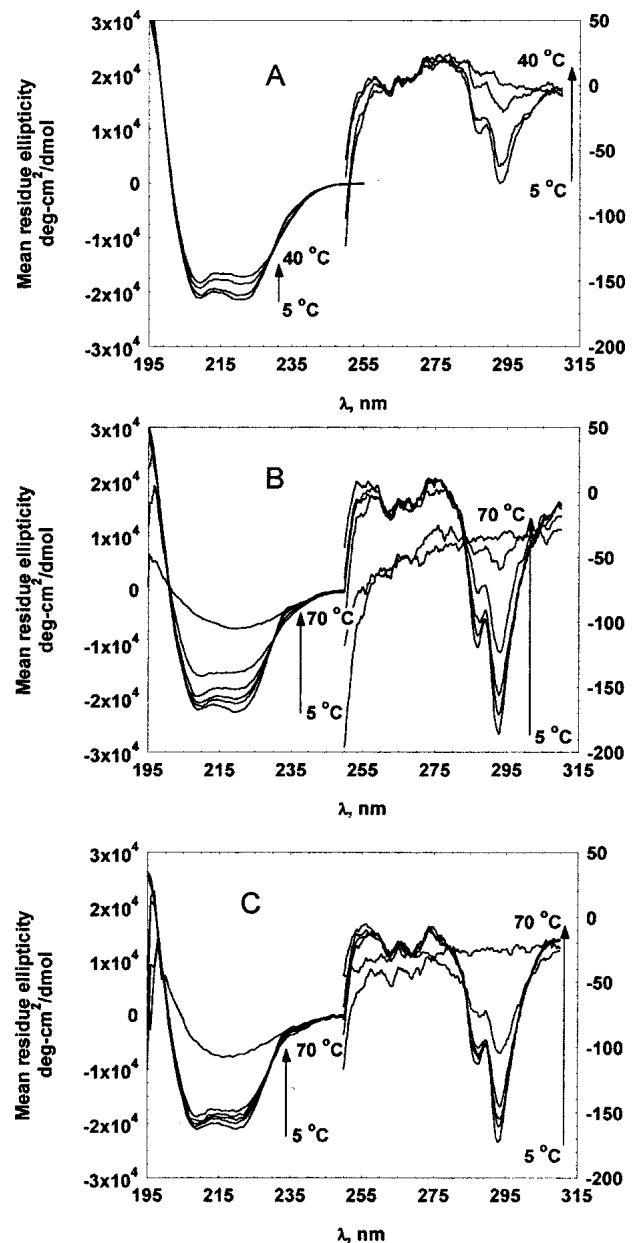 A
Mean residue ellipticity
deg-cm²/dmol
3x10⁴
2x10⁴
1x10⁴
0
-1x10⁴
-2x10⁴
-3x10⁴
50
0
-50
-100
-150
-200
40 °C
5 °C
40 °C
5 °C
195 215 235 255 275 295 315
λ, nm
B
Mean residue ellipticity
deg-cm²/dmol
3x10⁴
2x10⁴
1x10⁴
0
-1x10⁴
-2x10⁴
-3x10⁴
50
0
-50
-100
-150
-200
70 °C
5 °C
70 °C
5 °C
195 215 235 255 275 295 315
λ, nm
C
Mean residue ellipticity
deg-cm²/dmol
3x10⁴
2x10⁴
1x10⁴
0
-1x10⁴
-2x10⁴
-3x10⁴
50
0
-50
-100
-150
-200
70 °C
5 °C
70 °C
5 °C
195 215 235 255 275 295 315
λ, nm